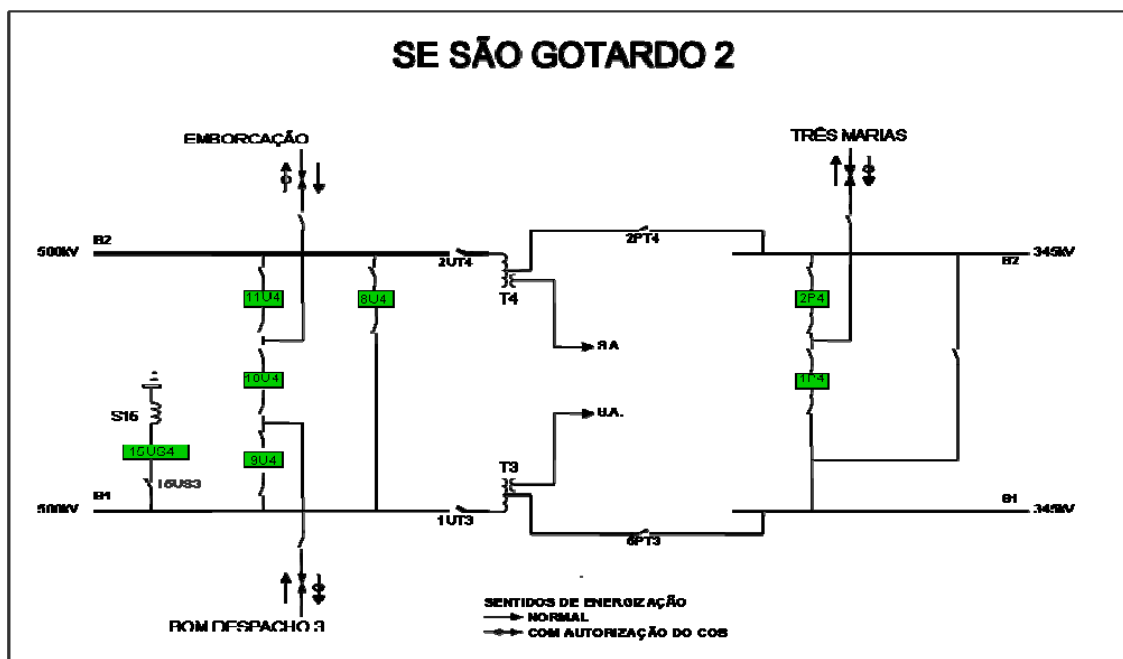 SE SÃO GOTARDO 2
EMBORCAÇÃO
TRÊS MARIAS
500kV
B2
2UT4
2PT4
B2
345kV
T4
11U4
8U4
2P4
S.A.
10U4
1P4
S.A.
S15
15US4
9U4
15US3
T3
500kV
B1
1UT3
6PT3
B1
345kV
BOM DESPACHO 3
SENTIDOS DE ENERGIZAÇÃO
NORMAL
COM AUTORIZAÇÃO DO COS